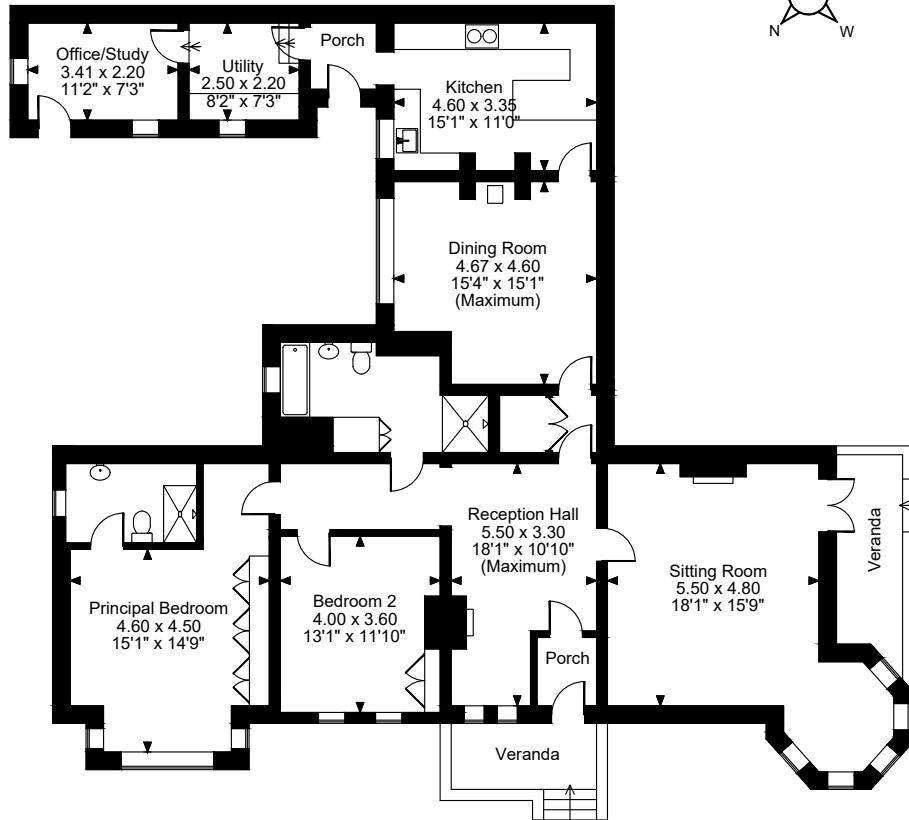 N
W
Office/Study
3.41 x 2.20
11'2" x 7'3"
Utility
2.50 x 2.20
8'2" x 7'3"
Porch
Kitchen
4.60 x 3.35
15'1" x 11'0"
Dining Room
4.67 x 4.60
15'4" x 15'1"
(Maximum)
Reception Hall
5.50 x 3.30
18'1" x 10'10"
(Maximum)
Sitting Room
5.50 x 4.80
18'1" x 15'9"
Veranda
Principal Bedroom
4.60 x 4.50
15'1" x 14'9"
Bedroom 2
4.00 x 3.60
13'1" x 11'10"
Porch
Veranda